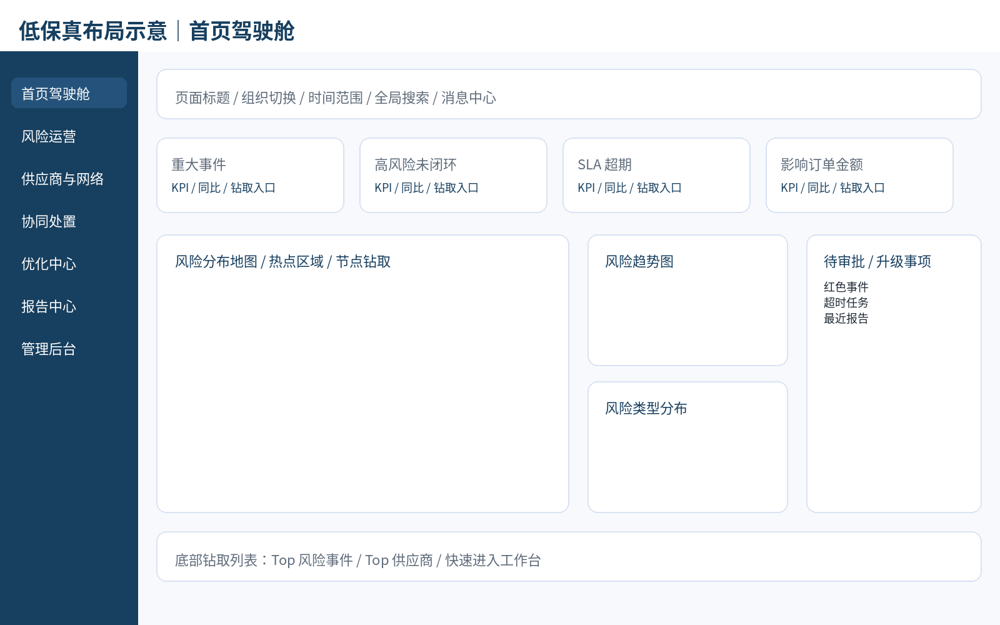 低保真布局示意｜首页驾驶舱
首页驾驶舱
风险运营
供应商与网络
协同处置
优化中心
报告中心
管理后台
页面标题 / 组织切换 / 时间范围 / 全局搜索 / 消息中心
重大事件
KPI / 同比 / 钻取入口
高风险未闭环
KPI / 同比 / 钻取入口
SLA 超期
KPI / 同比 / 钻取入口
影响订单金额
KPI / 同比 / 钻取入口
风险分布地图 / 热点区域 / 节点钻取
风险趋势图
风险类型分布
待审批 / 升级事项
红色事件
超时任务
最近报告
底部钻取列表：Top 风险事件 / Top 供应商 / 快速进入工作台